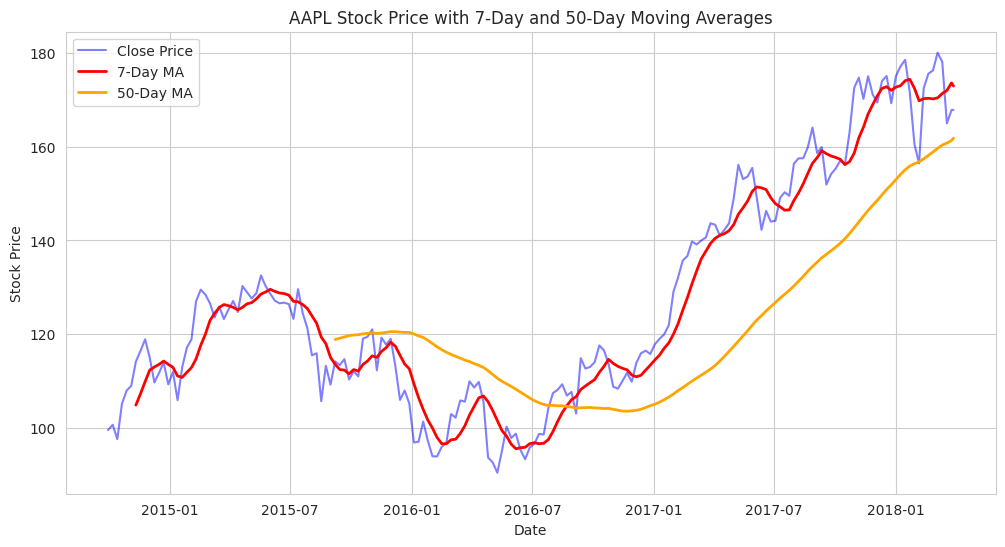 AAPL Stock Price with 7-Day and 50-Day Moving Averages
Close Price
7-Day MA
50-Day MA
180
160
140
120
100
Stock Price
2015-01
2015-07
2016-01
2016-07
2017-01
2017-07
2018-01
Date